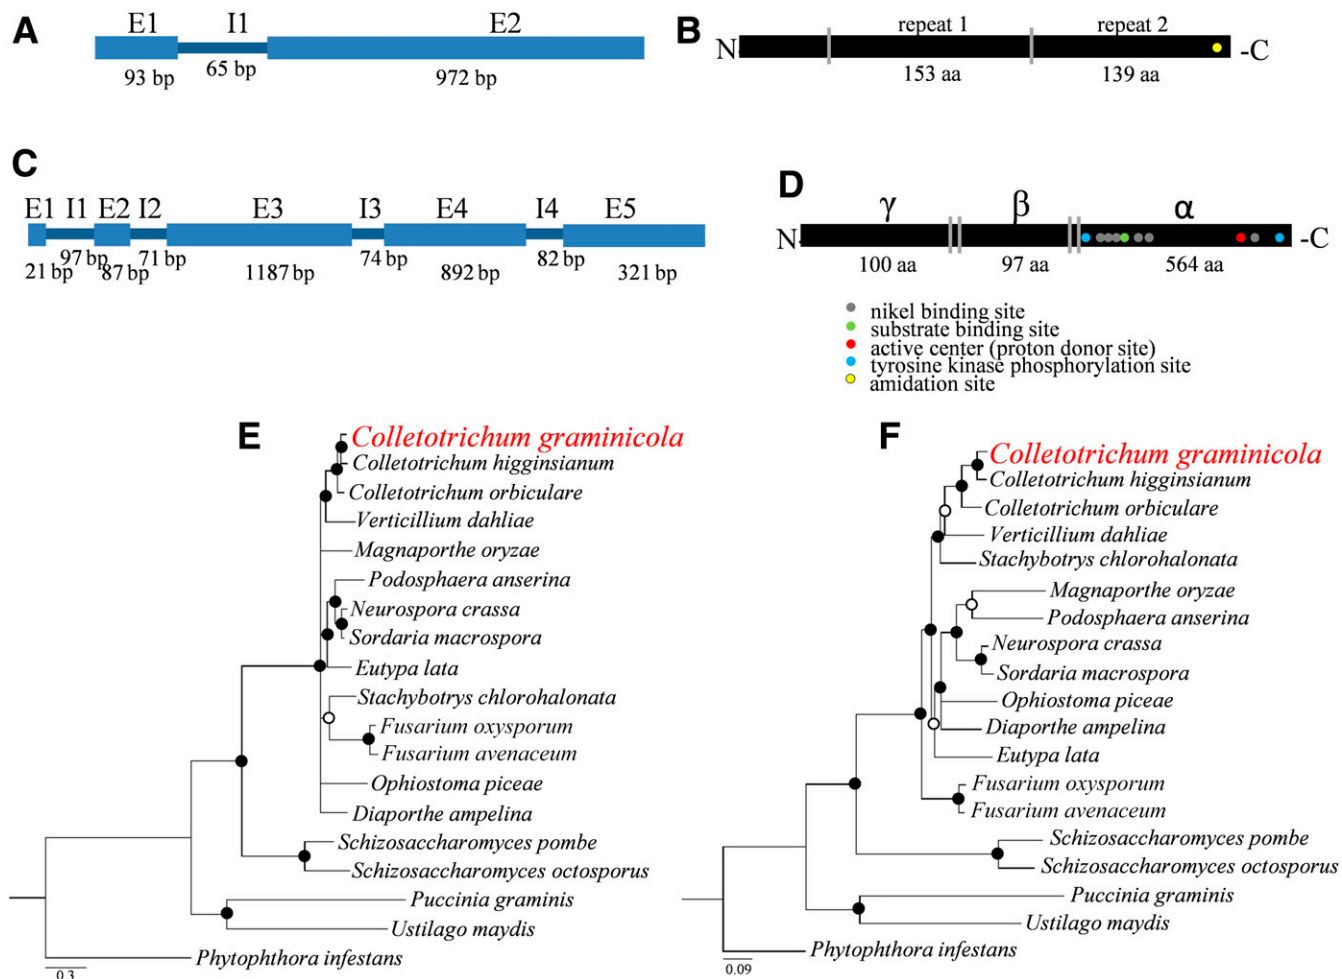 A
E1 I1 E2
93 bp 65 bp 972 bp
B
repeat 1 repeat 2
N- -C
153 aa 139 aa
C
E1 I1 E2 I2 E3 I3 E4 I4 E5
21 bp 97 bp 87 bp 71 bp 1187 bp 74 bp 892 bp 82 bp 321 bp
D
γ β α
N- -C
100 aa 97 aa 564 aa
nikel binding site
substrate binding site
active center (proton donor site)
tyrosine kinase phosphorylation site
amidation site
E
Colletotrichum graminicola
Colletotrichum higginsianum
Colletotrichum orbiculare
Verticillium dahliae
Magnaporthe oryzae
Podosphaera anserina
Neurospora crassa
Sordaria macrospora
Eutypa lata
Stachybotrys chlorohalonata
Fusarium oxysporum
Fusarium avenaceum
Ophiostoma piceae
Diaporthe ampelina
Schizosaccharomyces pombe
Schizosaccharomyces octosporus
Puccinia graminis
Ustilago maydis
Phytophthora infestans
0.3
F
Colletotrichum graminicola
Colletotrichum higginsianum
Colletotrichum orbiculare
Verticillium dahliae
Stachybotrys chlorohalonata
Magnaporthe oryzae
Podosphaera anserina
Neurospora crassa
Sordaria macrospora
Ophiostoma piceae
Diaporthe ampelina
Eutypa lata
Fusarium oxysporum
Fusarium avenaceum
Schizosaccharomyces pombe
Schizosaccharomyces octosporus
Puccinia graminis
Ustilago maydis
Phytophthora infestans
0.09